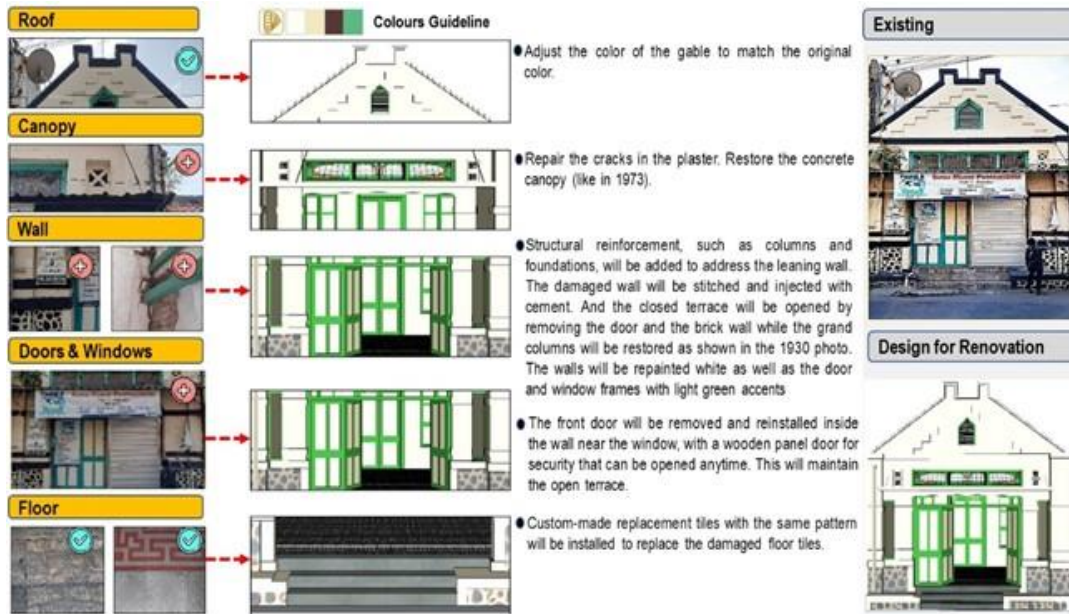 Roof
Colours Guideline
Existing
Adjust the color of the gable to match the original
color.
Canopy
Repair the cracks in the plaster. Restore the concrete
canopy (like in 1973).
Wall
Structural reinforcement, such as columns and
foundations, will be added to address the leaning wall.
The damaged wall will be stitched and injected with
cement. And the closed terrace will be opened by
removing the door and the brick wall while the grand
columns will be restored as shown in the 1930 photo.
The walls will be repainted white as well as the door
and window frames with light green accents
Doors & Windows
Design for Renovation
The front door will be removed and reinstalled inside
the wall near the window, with a wooden panel door for
security that can be opened anytime. This will maintain
the open terrace.
Floor
Custom-made replacement tiles with the same pattern
will be installed to replace the damaged floor tiles.